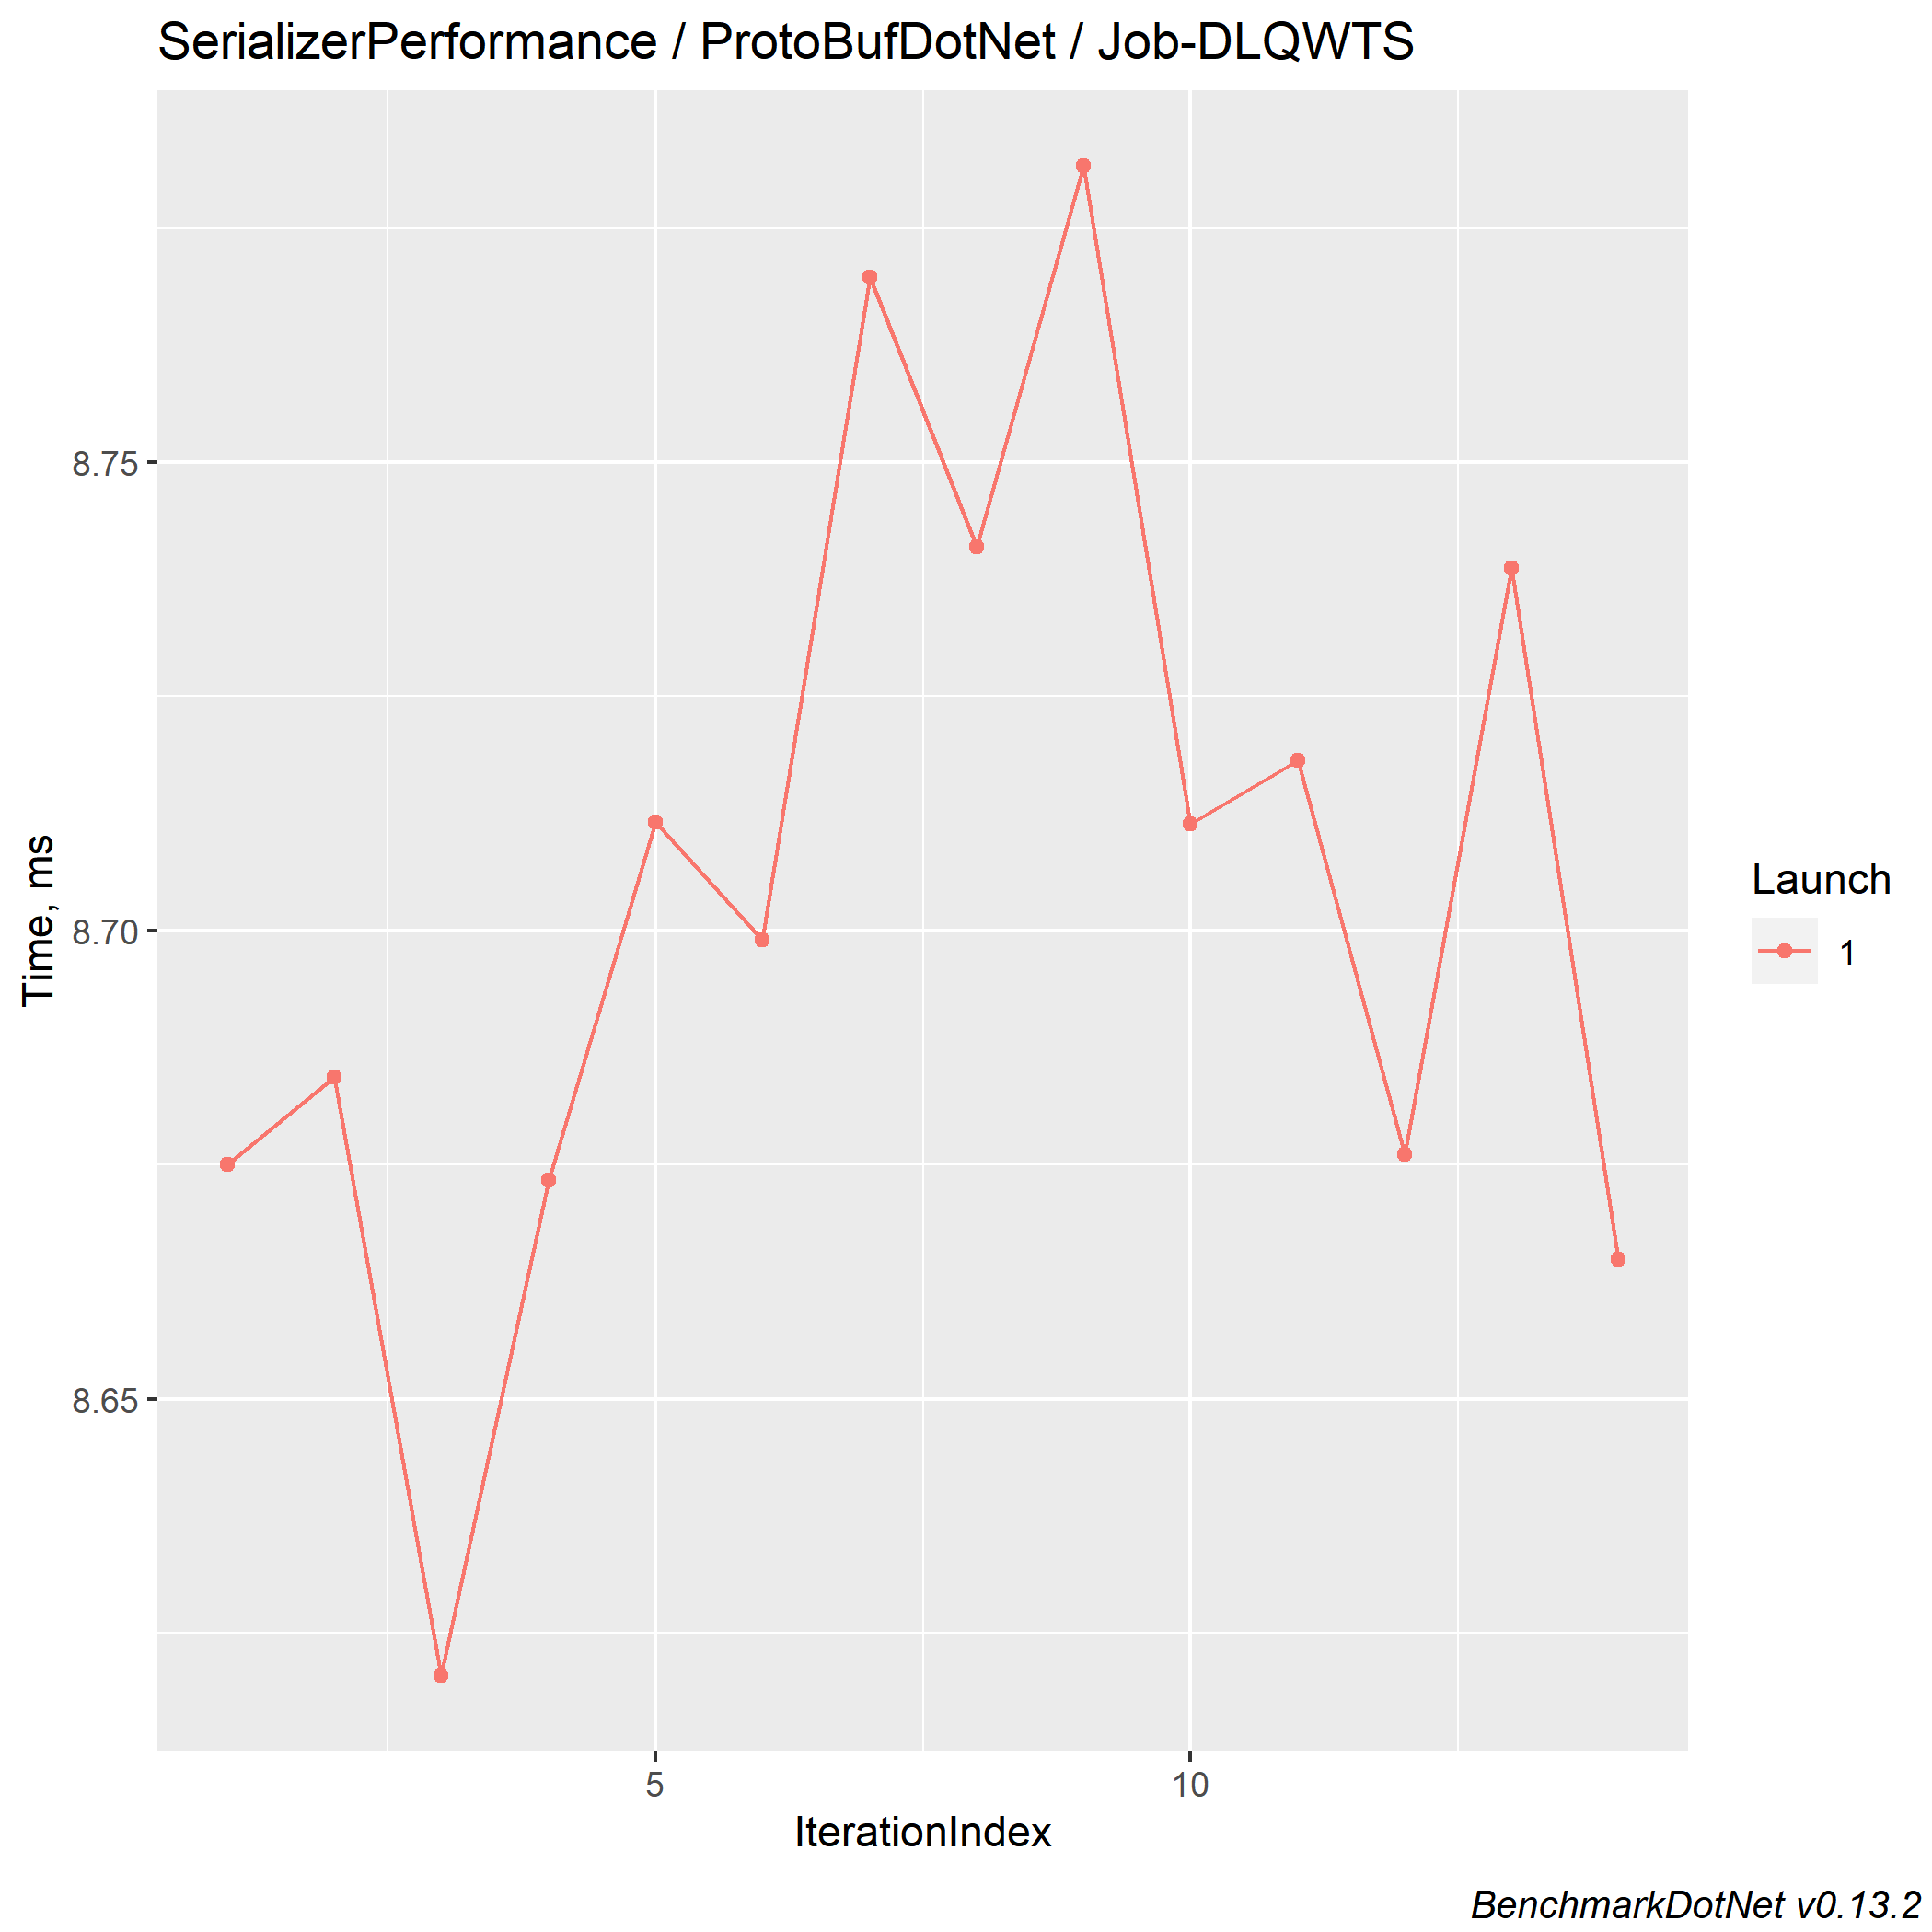 SerializerPerformance / ProtoBufDotNet / Job-DLQWTS
8.75
8.70
8.65
Time, ms
5
10
IterationIndex
Launch
1
BenchmarkDotNet v0.13.2